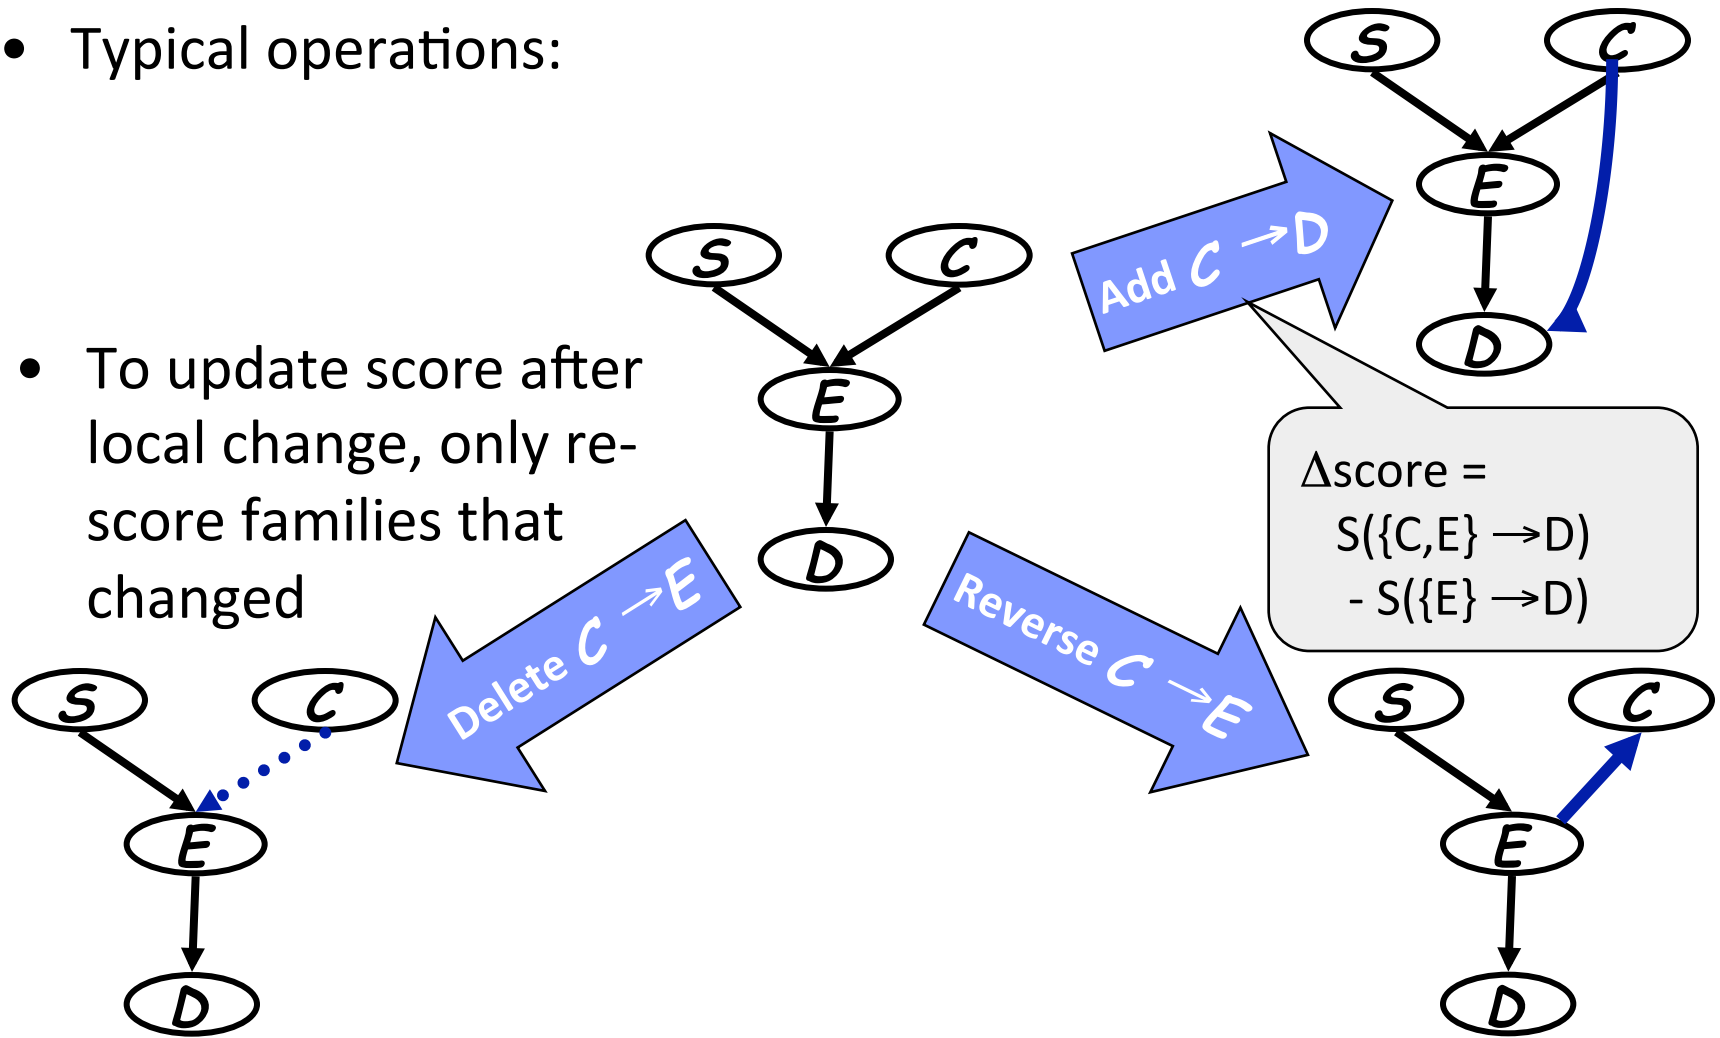 • Typical operations:
S C
E
D
Add C →D
S C
E
D
• To update score after
local change, only re-
score families that
changed
Δscore =
S({C,E} →D)
- S({E} →D)
Delete C →E
Reverse C →E
S C
E
D
S C
E
D